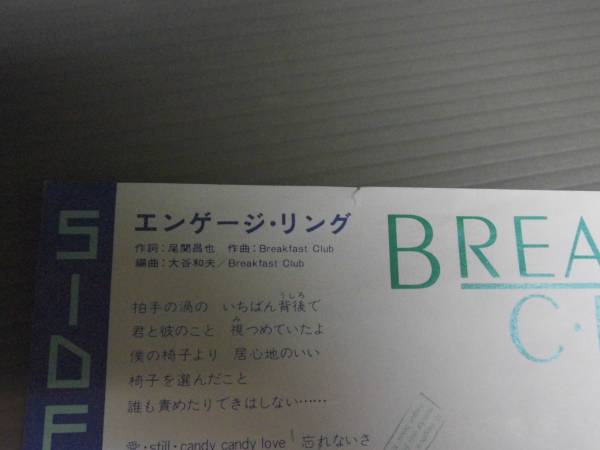 SIDE
エンゲージ・リング
作詞：尾関昌也 作曲：Breakfast Club
編曲：大谷和夫／Breakfast Club
拍手の渦の いちばん背後で
うしろ
君と彼のこと 視つめていたよ
み
僕の椅子より 居心地のいい
椅子を選んだこと
誰も責めたりできはしない……
愛・still・candy candy love 忘れないさ
BREA
C・